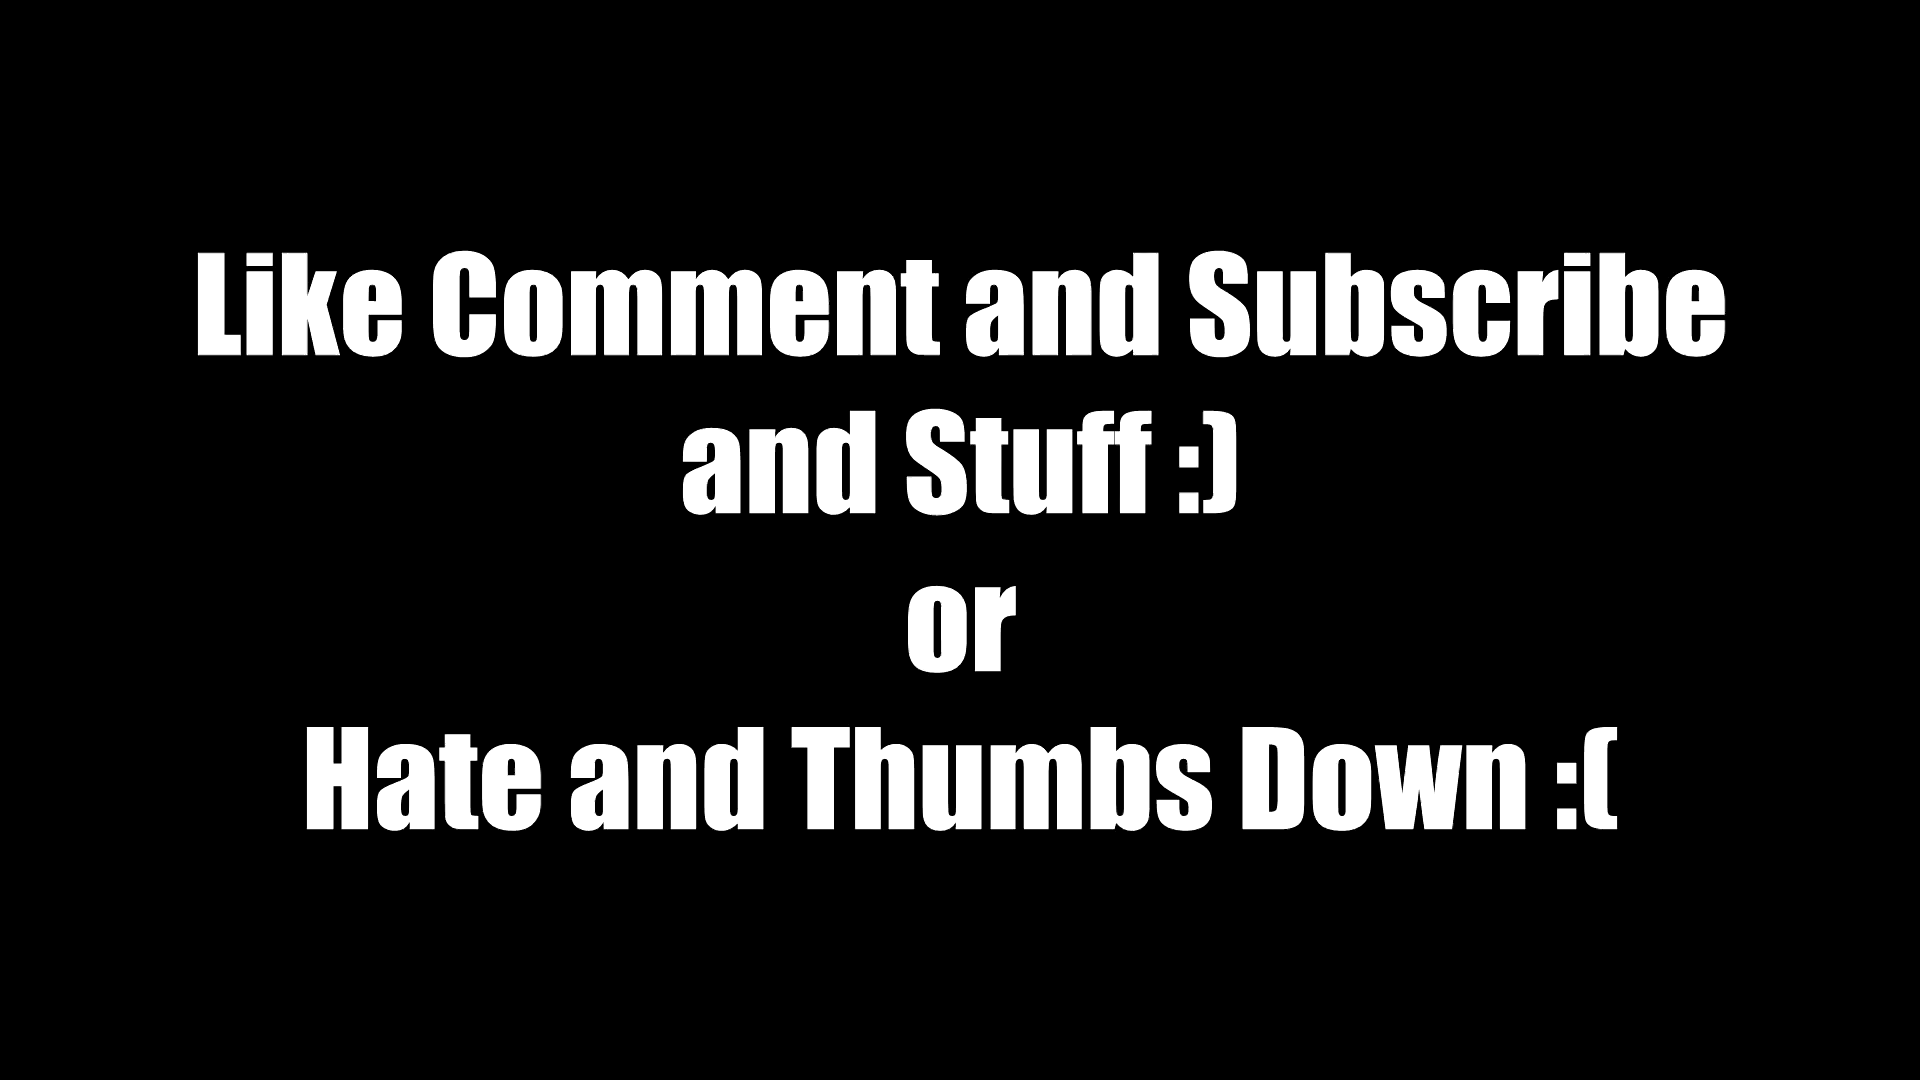 Like Comment and Subscribe
and Stuff :)
or
Hate and Thumbs Down :(